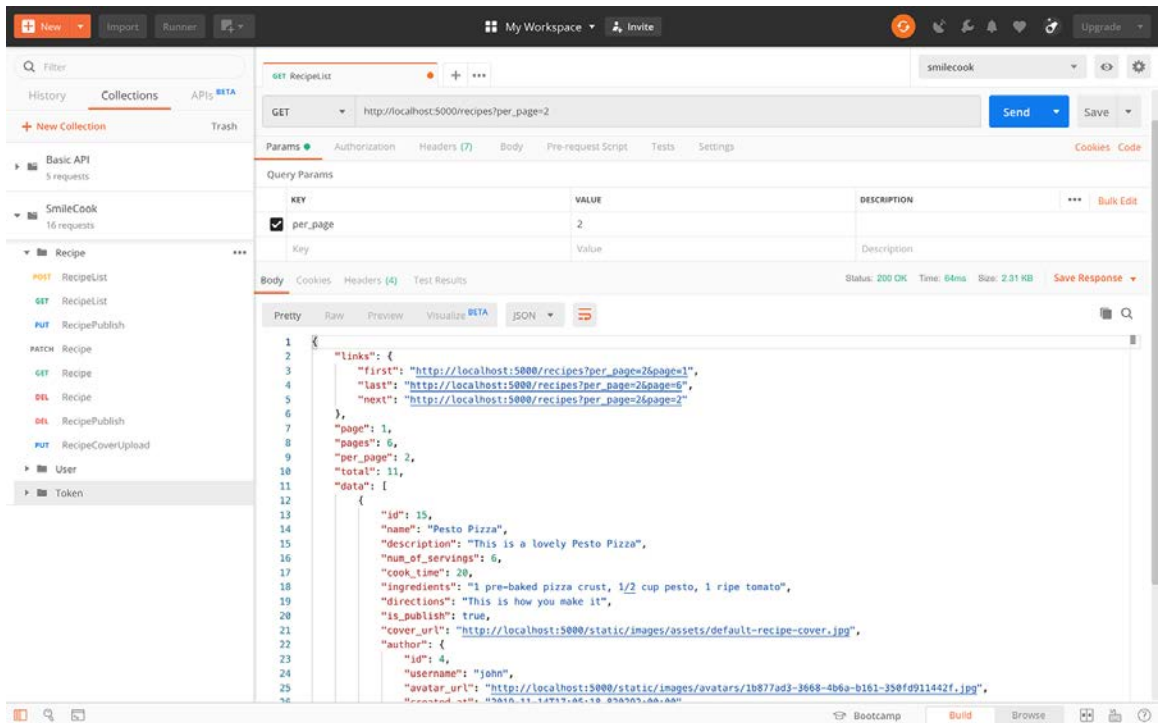 New Import Runner My Workspace Invite Upgrade
Filter
History Collections APIs BETA
+ New Collection Trash
Basic API
5 requests
SmileCook
16 requests
Recipe
POST RecipeList
GET RecipeList
PUT RecipePublish
PATCH Recipe
GET Recipe
DEL Recipe
DEL RecipePublish
PUT RecipeCoverUpload
User
Token
GET RecipeList + ••• smilecook
GET http://localhost:5000/recipes?per_page=2 Send Save
Params Authorization Headers (7) Body Pre-request Script Tests Settings Cookies Code
Query Params
KEY VALUE DESCRIPTION ••• Bulk Edit
per_page 2
Key Value Description
Body Cookies Headers (4) Test Results Status: 200 OK Time: 64ms Size: 2.31 KB Save Response
Pretty Raw Preview Visualize BETA JSON
1 {
2 "links": {
3 "first": "http://localhost:5000/recipes?per_page=2&page=1",
4 "last": "http://localhost:5000/recipes?per_page=2&page=6",
5 "next": "http://localhost:5000/recipes?per_page=2&page=2"
6 },
7 "page": 1,
8 "pages": 6,
9 "per_page": 2,
10 "total": 11,
11 "data": [
12 {
13 "id": 15,
14 "name": "Pesto Pizza",
15 "description": "This is a lovely Pesto Pizza",
16 "num_of_servings": 6,
17 "cook_time": 20,
18 "ingredients": "1 pre-baked pizza crust, 1/2 cup pesto, 1 ripe tomato",
19 "directions": "This is how you make it",
20 "is_publish": true,
21 "cover_url": "http://localhost:5000/static/images/assets/default-recipe-cover.jpg",
22 "author": {
23 "id": 4,
24 "username": "john",
25 "avatar_url": "http://localhost:5000/static/images/avatars/1b877ad3-3668-4b6a-b161-350fd911442f.jpg",
Bootcamp Build Browse